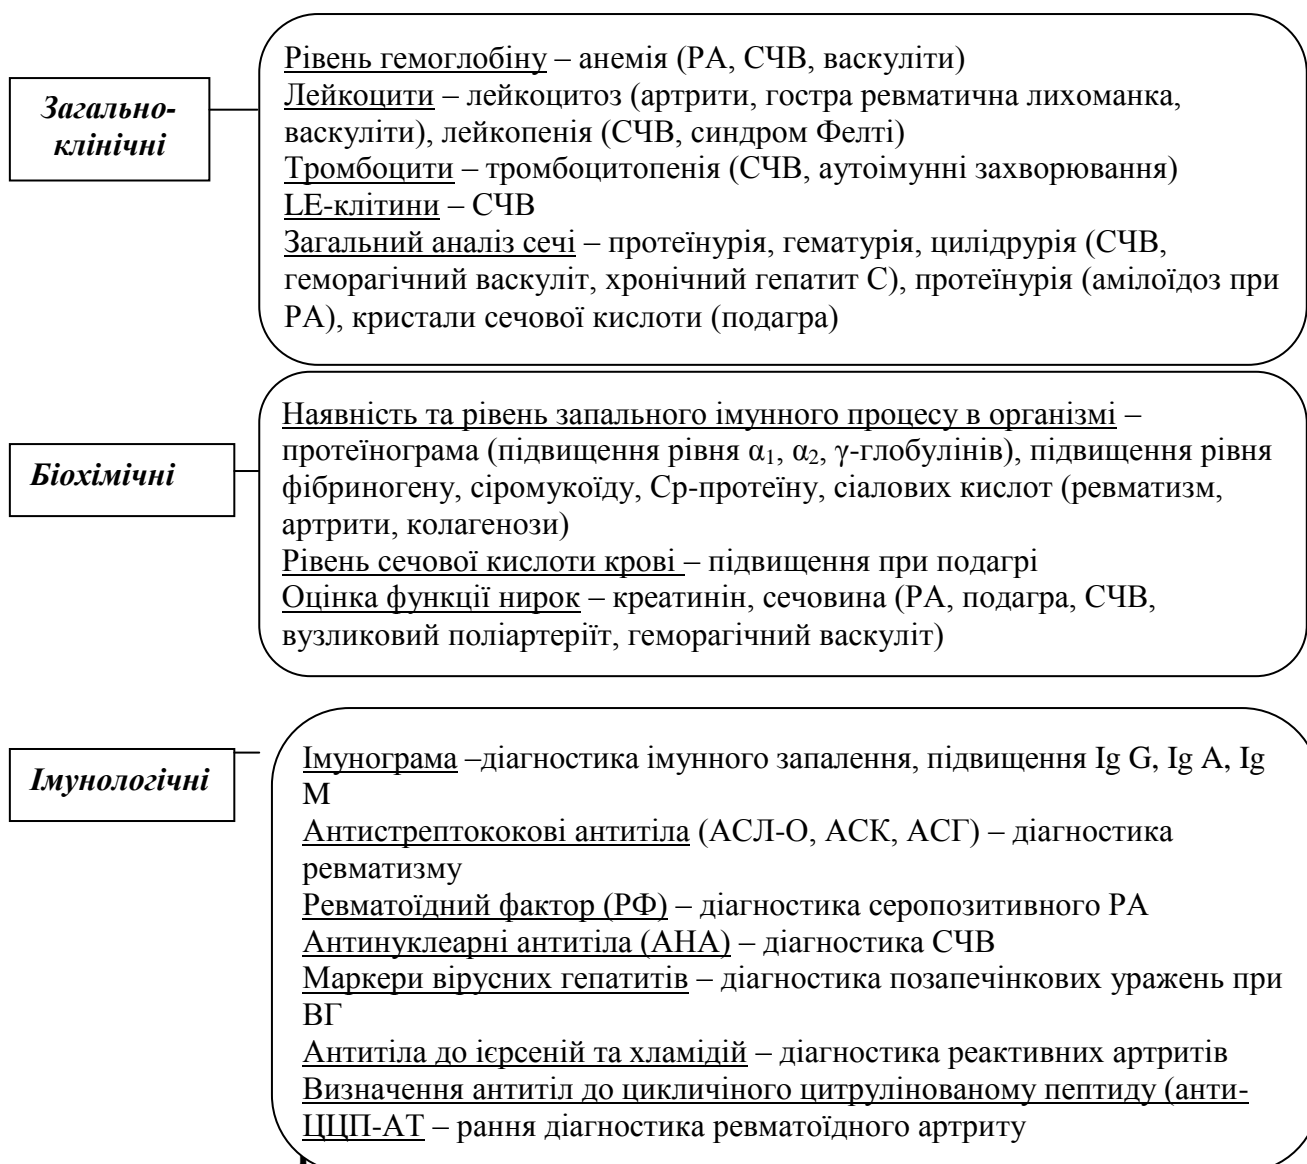 Загально-
клінічні
Рівень гемоглобіну – анемія (РА, СЧВ, васкуліти)
Лейкоцити – лейкоцитоз (артрити, гостра ревматична лихоманка,
васкуліти), лейкопенія (СЧВ, синдром Фелті)
Тромбоцити – тромбоцитопенія (СЧВ, аутоімунні захворювання)
LE-клітини – СЧВ
Загальний аналіз сечі – протеїнурія, гематурія, цилідрурія (СЧВ,
геморагічний васкуліт, хронічний гепатит С), протеїнурія (амілоїдоз при
РА), кристали сечової кислоти (подагра)
Біохімічні
Наявність та рівень запального імунного процесу в організмі –
протеїнограма (підвищення рівня α₁, α₂, γ-глобулінів), підвищення рівня
фібриногену, сіромукоїду, Ср-протеїну, сіалових кислот (ревматизм,
артрити, колагенози)
Рівень сечової кислоти крові – підвищення при подагрі
Оцінка функції нирок – креатинін, сечовина (РА, подагра, СЧВ,
вузликовий поліартеріїт, геморагічний васкуліт)
Імунологічні
Імунограма –діагностика імунного запалення, підвищення Ig G, Ig A, Ig
M
Антистрептококові антитіла (АСЛ-О, АСК, АСГ) – діагностика
ревматизму
Ревматоїдний фактор (РФ) – діагностика серопозитивного РА
Антинуклеарні антитіла (АНА) – діагностика СЧВ
Маркери вірусних гепатитів – діагностика позапечінкових уражень при
ВГ
Антитіла до ієрсеній та хламідій – діагностика реактивних артритів
Визначення антитіл до цикличіного цитрулінованому пептиду (анти-
ЦЦП-АТ – рання діагностика ревматоїдного артриту